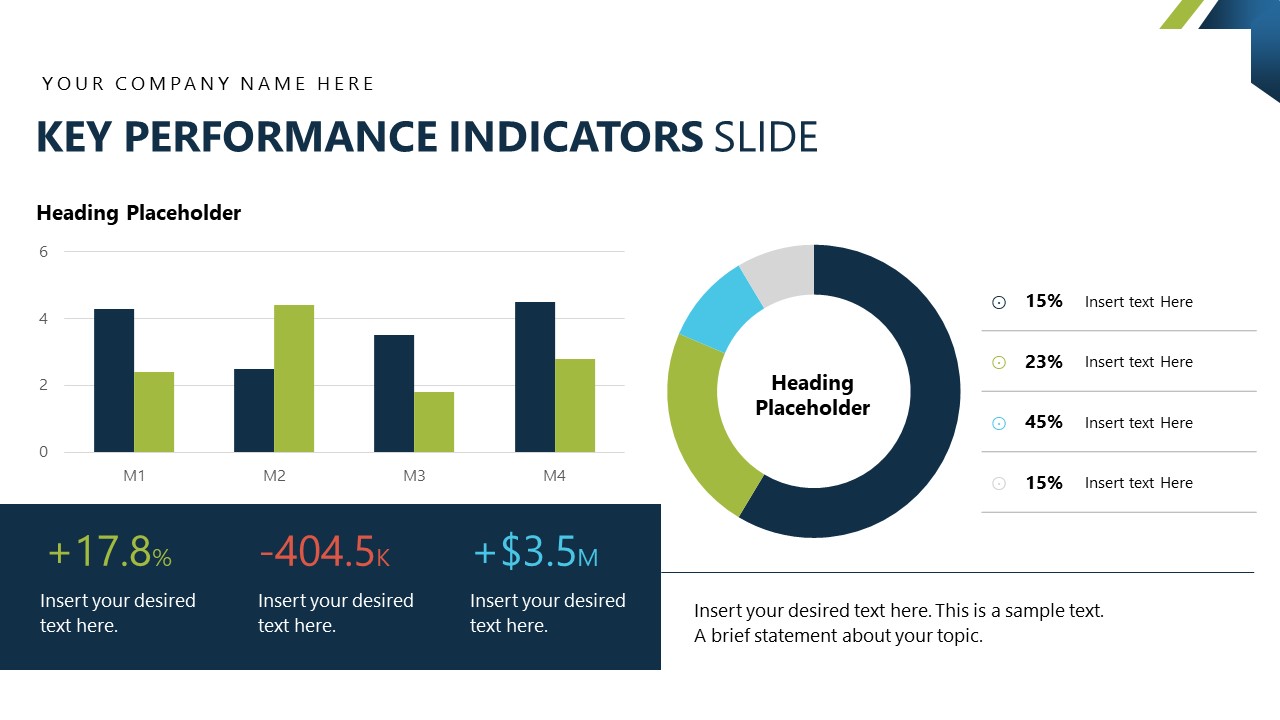 YOUR COMPANY NAME HERE
KEY PERFORMANCE INDICATORS SLIDE
Heading Placeholder
6
4
2
0
M1 M2 M3 M4
Heading
Placeholder
15% Insert text Here
23% Insert text Here
45% Insert text Here
15% Insert text Here
+17.8%
Insert your desired
text here.
-404.5K
Insert your desired
text here.
+$3.5M
Insert your desired
text here.
Insert your desired text here. This is a sample text.
A brief statement about your topic.